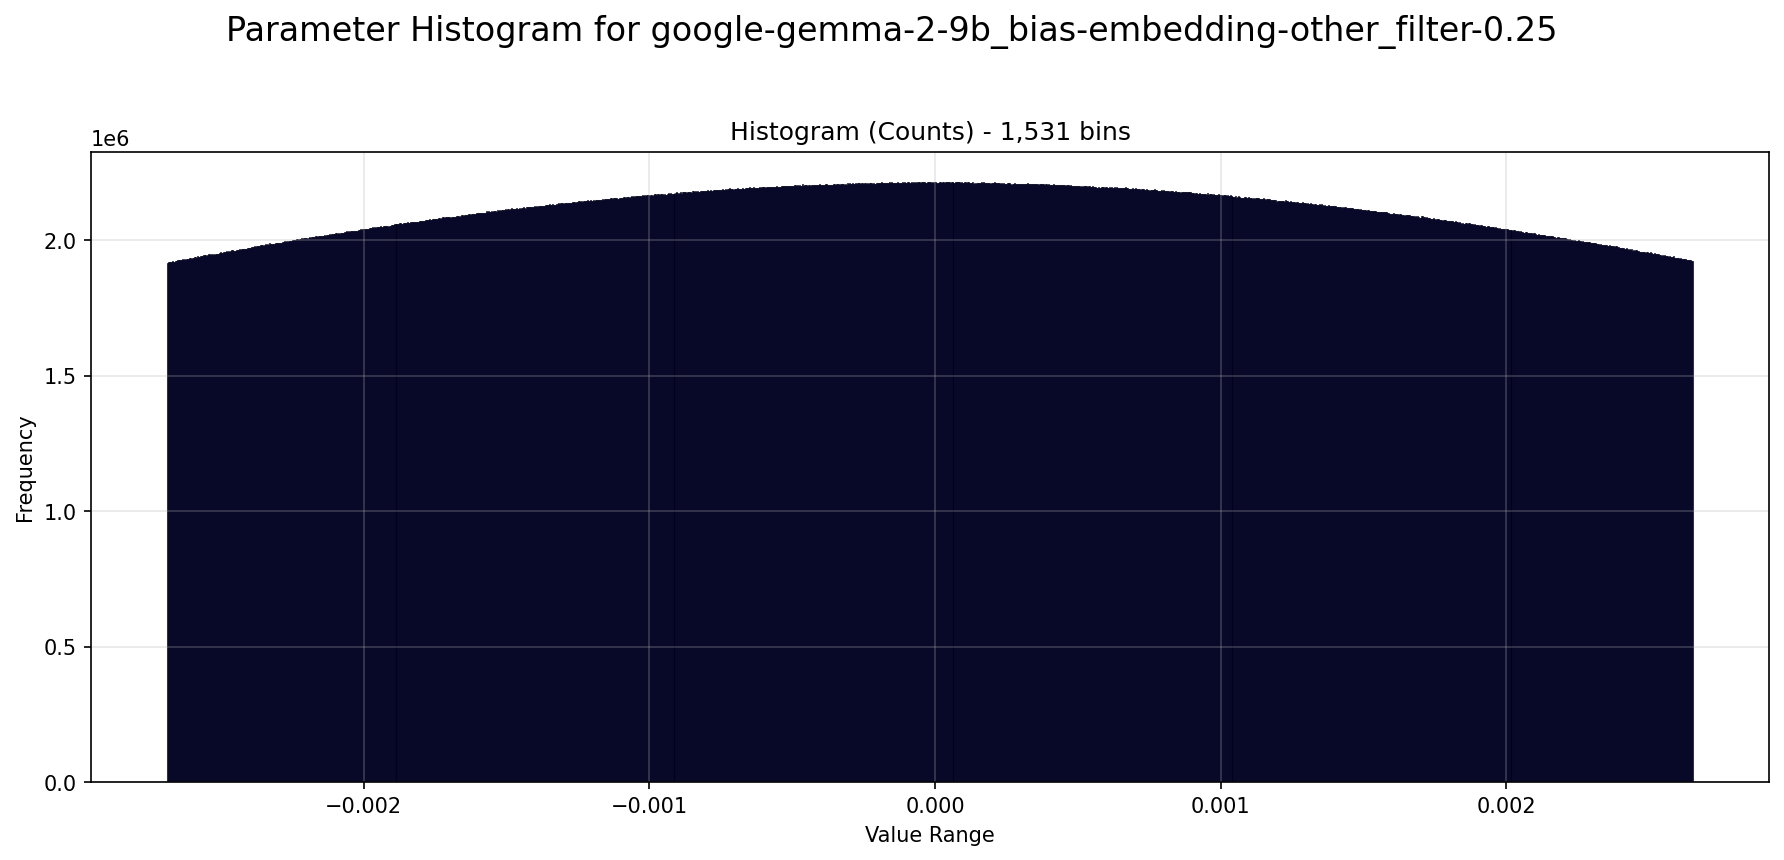 Parameter Histogram for google-gemma-2-9b_bias-embedding-other_filter-0.25
Histogram (Counts) - 1,531 bins
1e6
2.0
1.5
1.0
0.5
0.0
Frequency
−0.002
−0.001
0.000
0.001
0.002
Value Range